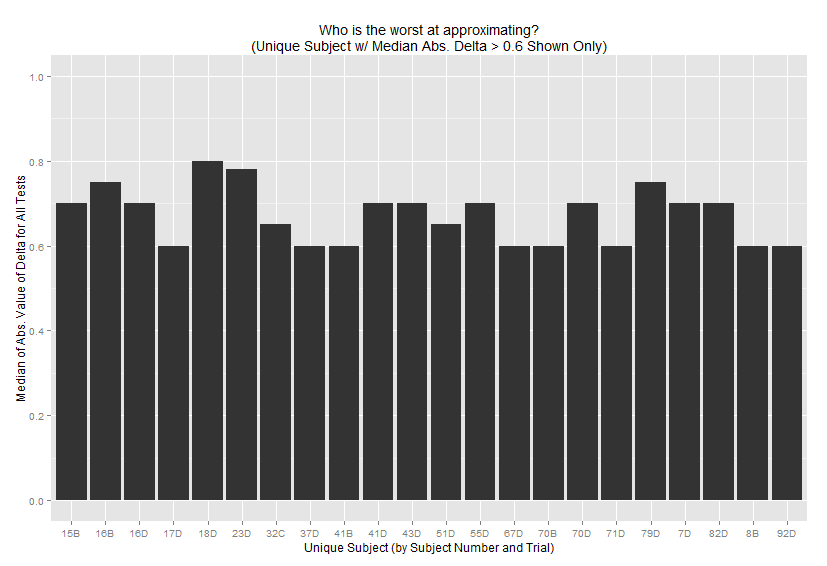 Who is the worst at approximating?
(Unique Subject w/ Median Abs. Delta > 0.6 Shown Only)
Median of Abs. Value of Delta for All Tests
1.0
0.8
0.6
0.4
0.2
0.0
15B 16B 16D 17D 18D 23D 32C 37D 41B 41D 43D 51D 55D 67D 70B 70D 71D 79D 7D 82D 8B 92D
Unique Subject (by Subject Number and Trial)